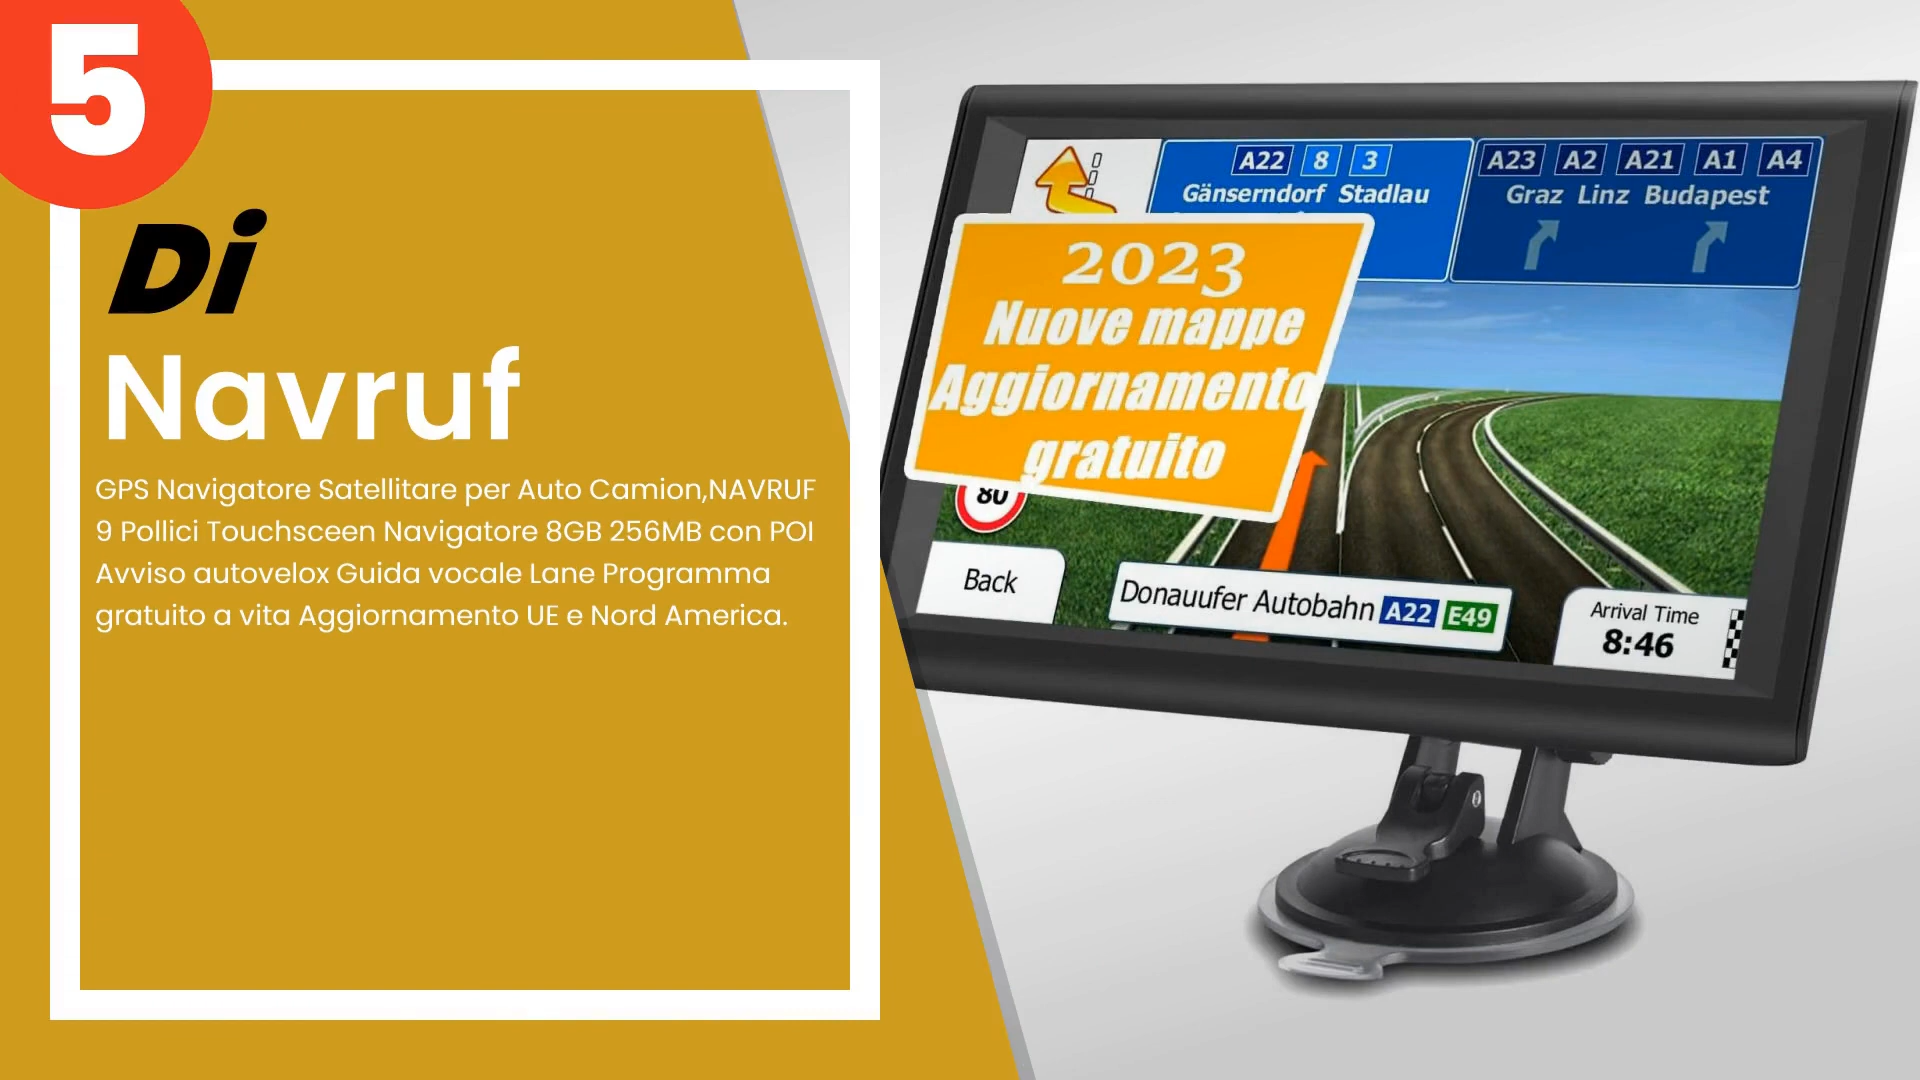 5
Di
Navruf
GPS Navigatore Satellitare per Auto Camion,NAVRUF
9 Pollici Touchsceen Navigatore 8GB 256MB con POI
Avviso autovelox Guida vocale Lane Programma
gratuito a vita Aggiornamento UE e Nord America.
A22 8 3
Gänserndorf Stadlau
A23 A2 A21 A1 A4
Graz Linz Budapest
2023
Nuove mappe
Aggiornamento
gratuito
80
Back
Donauufer Autobahn A22 E49
Arrival Time
8:46